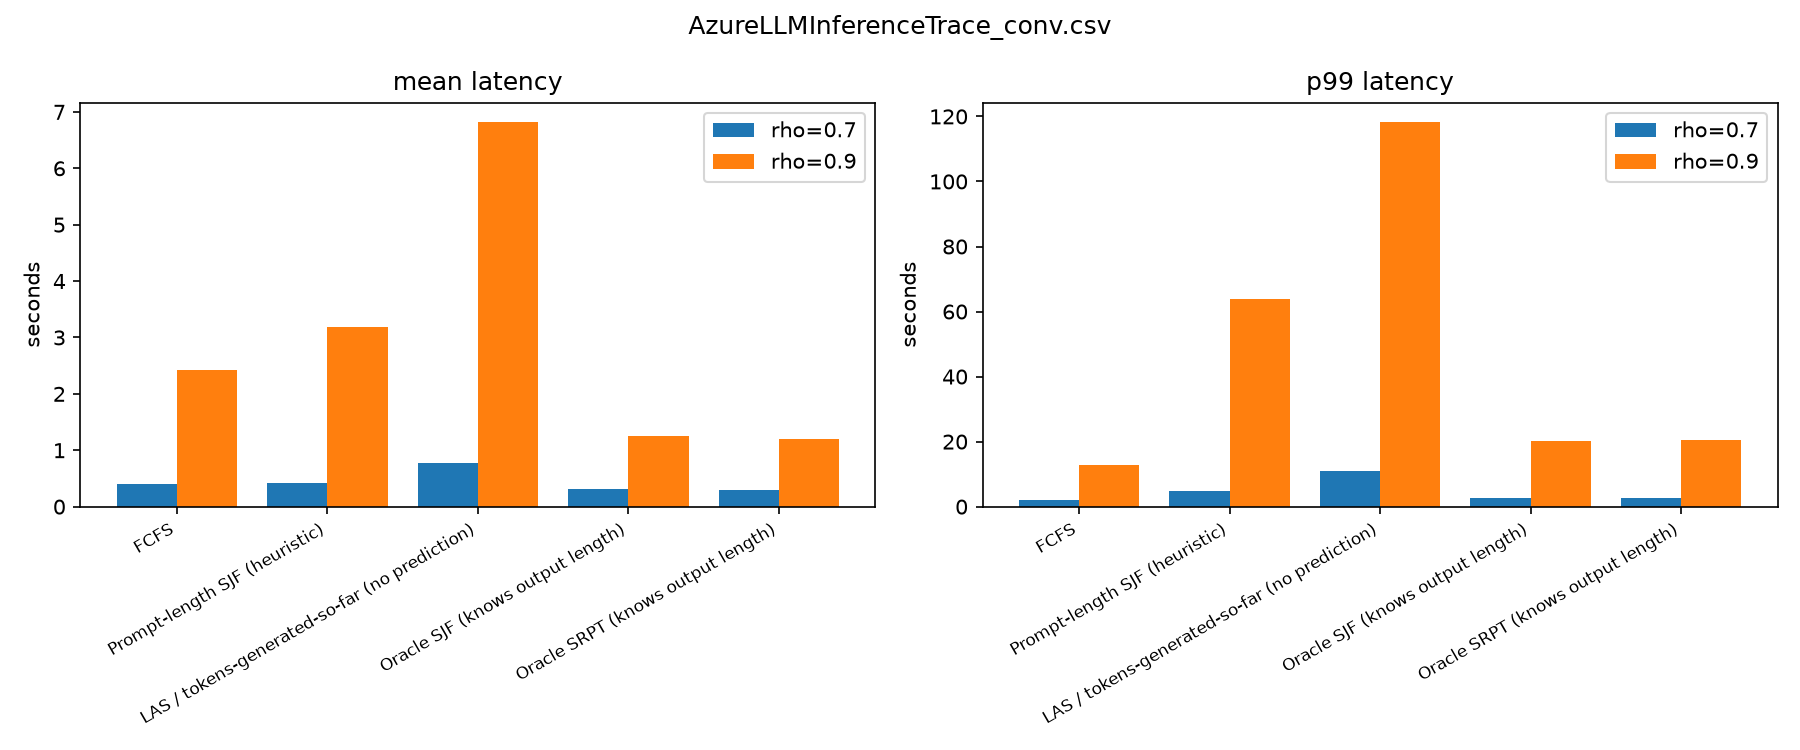 AzureLLMInferenceTrace_conv.csv
mean latency
7
6
5
4
3
2
1
0
seconds
rho=0.7
rho=0.9
FCFS
Prompt-length SJF (heuristic)
LAS / tokens-generated-so-far (no prediction)
Oracle SJF (knows output length)
Oracle SRPT (knows output length)
p99 latency
120
100
80
60
40
20
0
seconds
rho=0.7
rho=0.9
FCFS
Prompt-length SJF (heuristic)
LAS / tokens-generated-so-far (no prediction)
Oracle SJF (knows output length)
Oracle SRPT (knows output length)